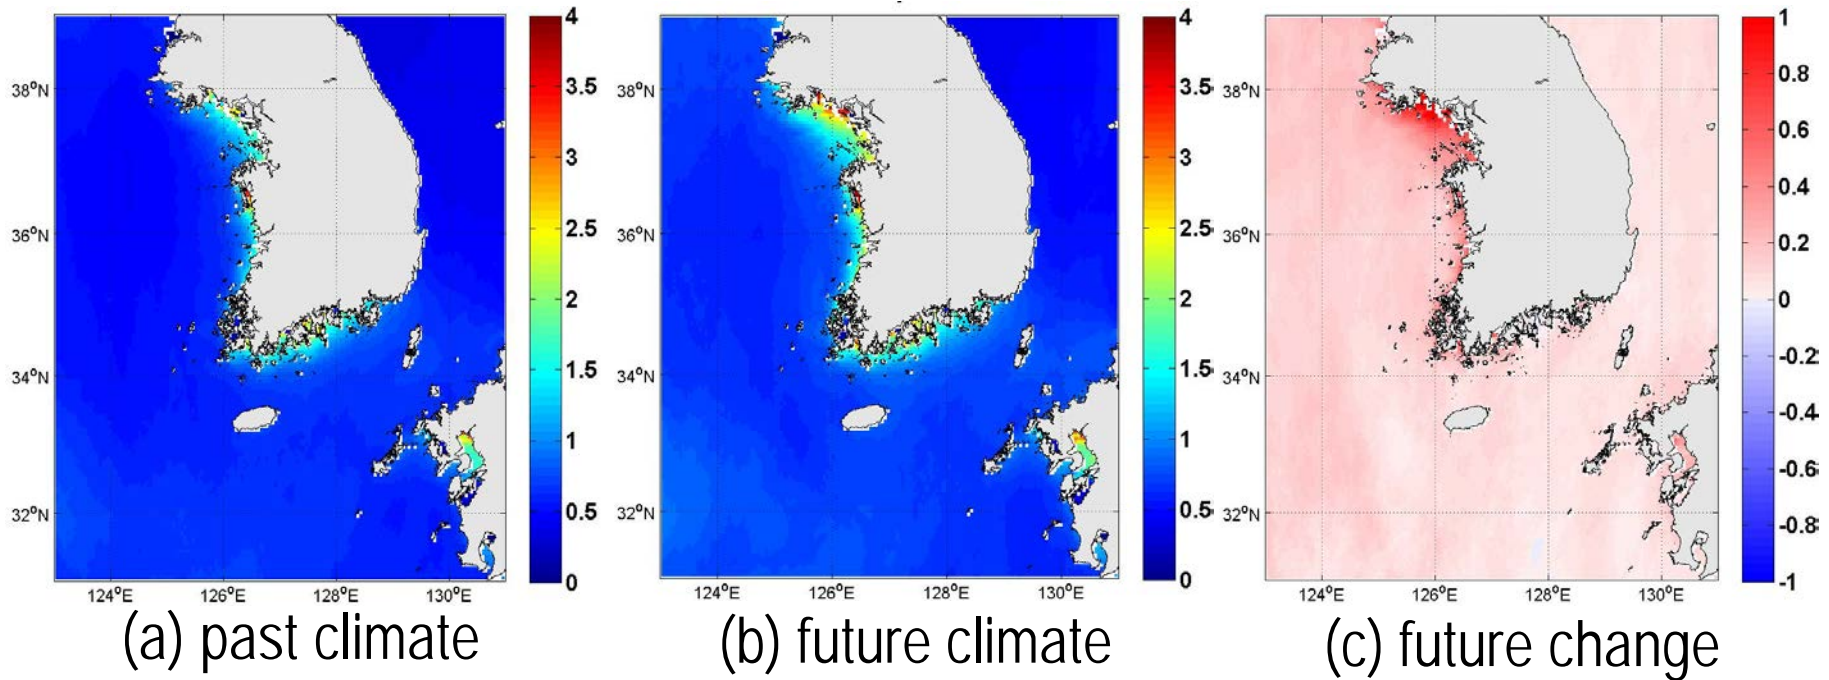 4
3.5
3
2.5
2
1.5
1
0.5
0
38°N
36°N
34°N
32°N
124°E 126°E 128°E 130°E
(a) past climate
4
3.5
3
2.5
2
1.5
1
0.5
0
38°N
36°N
34°N
32°N
124°E 126°E 128°E 130°E
(b) future climate
1
0.8
0.6
0.4
0.2
0
-0.2
-0.4
-0.6
-0.8
-1
38°N
36°N
34°N
32°N
124°E 126°E 128°E 130°E
(c) future change